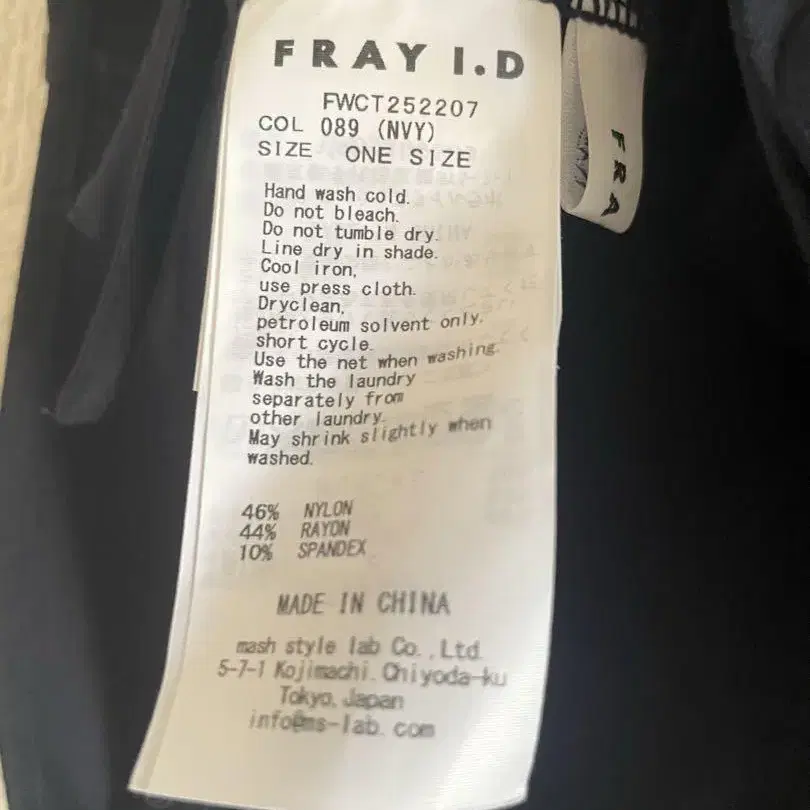 FRAY I.D
FWCT252207
COL 089 (NVY)
SIZE ONE SIZE
Hand wash cold.
Do not bleach.
Do not tumble dry.
Line dry in shade.
Cool iron,
use press cloth.
Dryclean,
petroleum solvent only.
short cycle.
Use the net when washing.
Wash the laundry
separately from
other laundry.
May shrink slightly when
washed.
46% NYLON
44% RAYON
10% SPANDEX
MADE IN CHINA
mash style lab Co.,Ltd.
5-7-1 Kojimachi. Chiyoda-ku
Tokyo, Japan
info@ms-lab.com
FRA